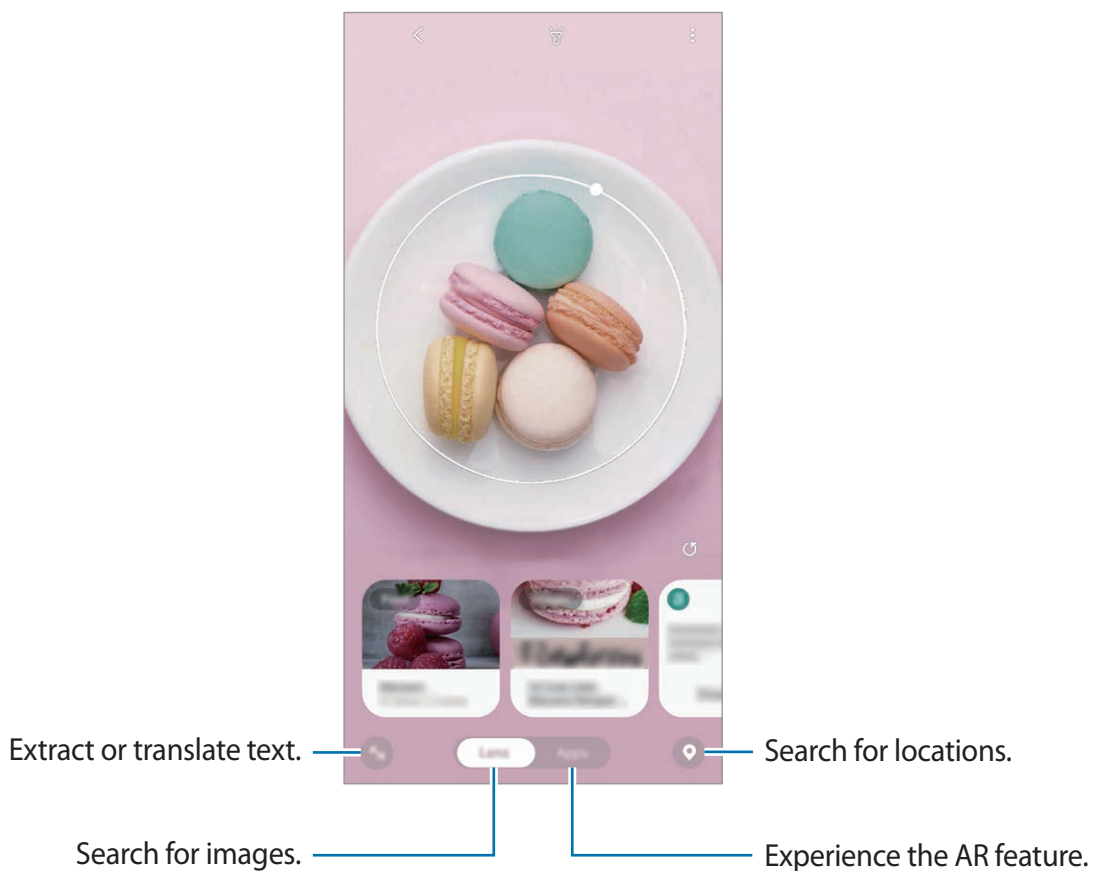 Extract or translate text.
Lens
Apps
Search for locations.
Search for images.
Experience the AR feature.